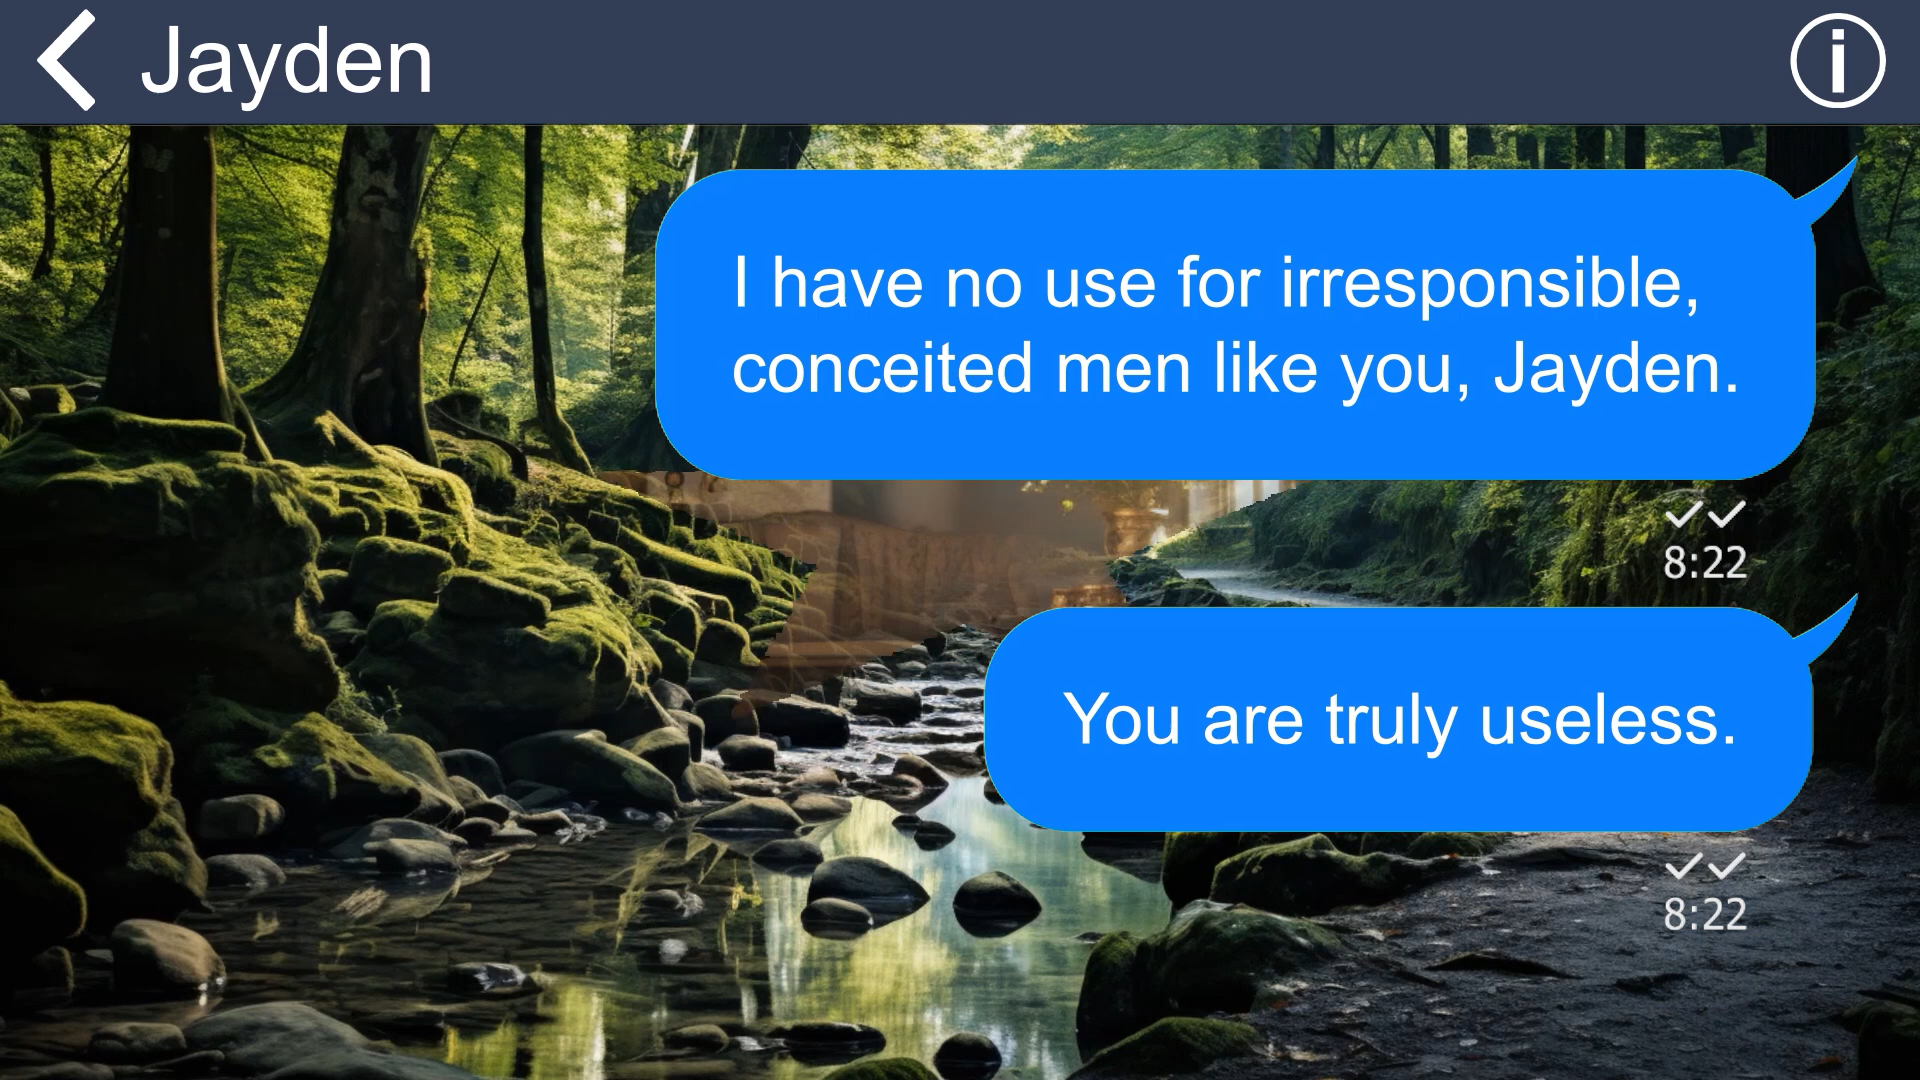 Jayden
I have no use for irresponsible,
conceited men like you, Jayden.
8:22
You are truly useless.
8:22